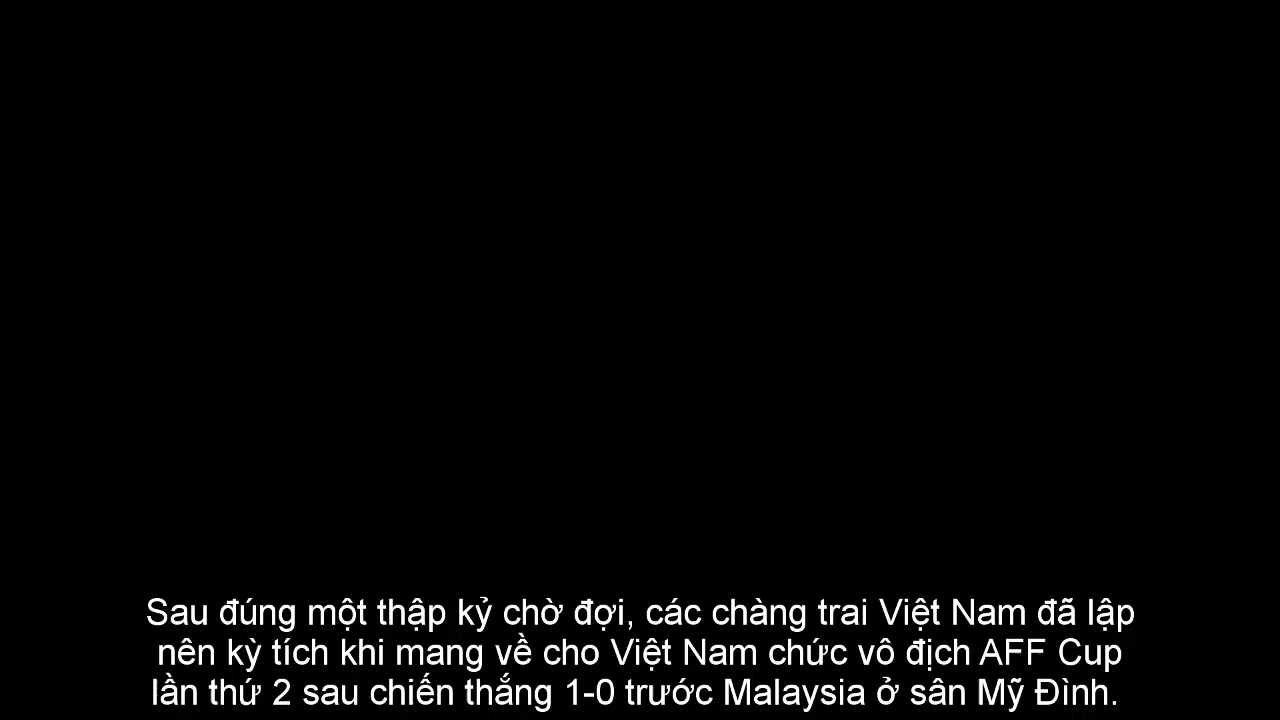 Sau đúng một thập kỷ chờ đợi, các chàng trai Việt Nam đã lập
nên kỳ tích khi mang về cho Việt Nam chức vô địch AFF Cup
lần thứ 2 sau chiến thắng 1-0 trước Malaysia ở sân Mỹ Đình.